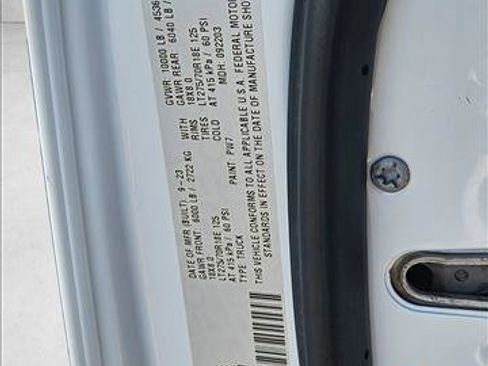 DATE OF MFR (BUILT): 9-23 GVWR 10000 LB / 4536
GAWR FRONT 6000 LB / 2722 KG WITH GAWR REAR 6040 LB /
18X8.0 RIMS 18X8.0
LT275/70R18E 125 TIRES LT275/70R18E 125
AT 415 kPa / 60 PSI COLD AT 415 kPa / 60 PSI
TYPE: TRUCK PAINT: PW7 MDH: 092203
THIS VEHICLE CONFORMS TO ALL APPLICABLE U.S.A. FEDERAL MOTOR
STANDARDS IN EFFECT ON THE DATE OF MANUFACTURE SHO